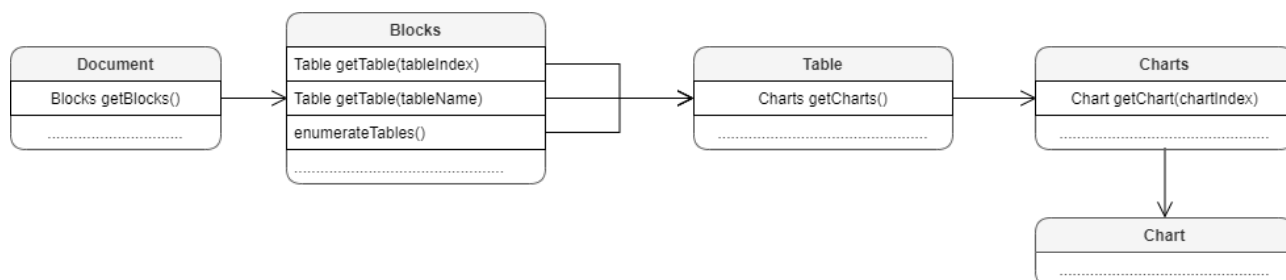 Document
Blocks getBlocks()
..............................
Blocks
Table getTable(tableIndex)
Table getTable(tableName)
enumerateTables()
................................................
Table
Charts getCharts()
................................................
Charts
Chart getChart(chartIndex)
................................................
Chart
................................................